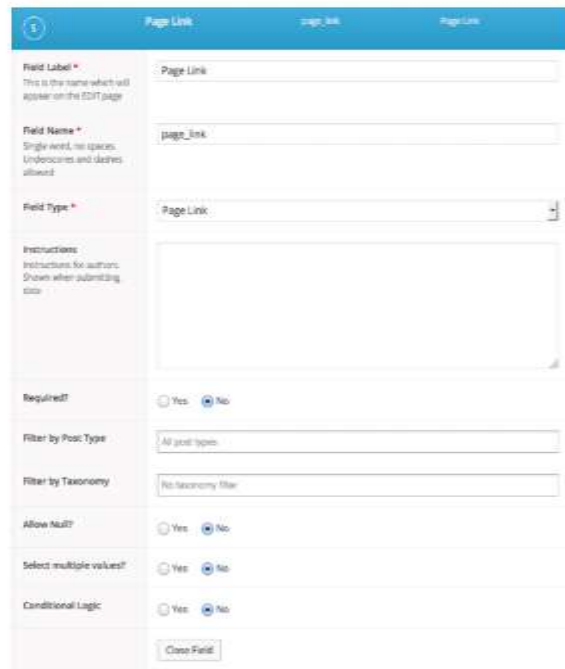 5 Page Link page_link Page Link
Field Label *
This is the name which will
appear on the EDIT page
Page Link
Field Name *
Single word, no spaces.
Underscores and dashes
allowed
page_link
Field Type *
Page Link
Instructions
Instructions for authors.
Shown when submitting
data
Required?
Yes No
Filter by Post Type
All post types
Filter by Taxonomy
No taxonomy filter
Allow Null?
Yes No
Select multiple values?
Yes No
Conditional Logic
Yes No
Close Field